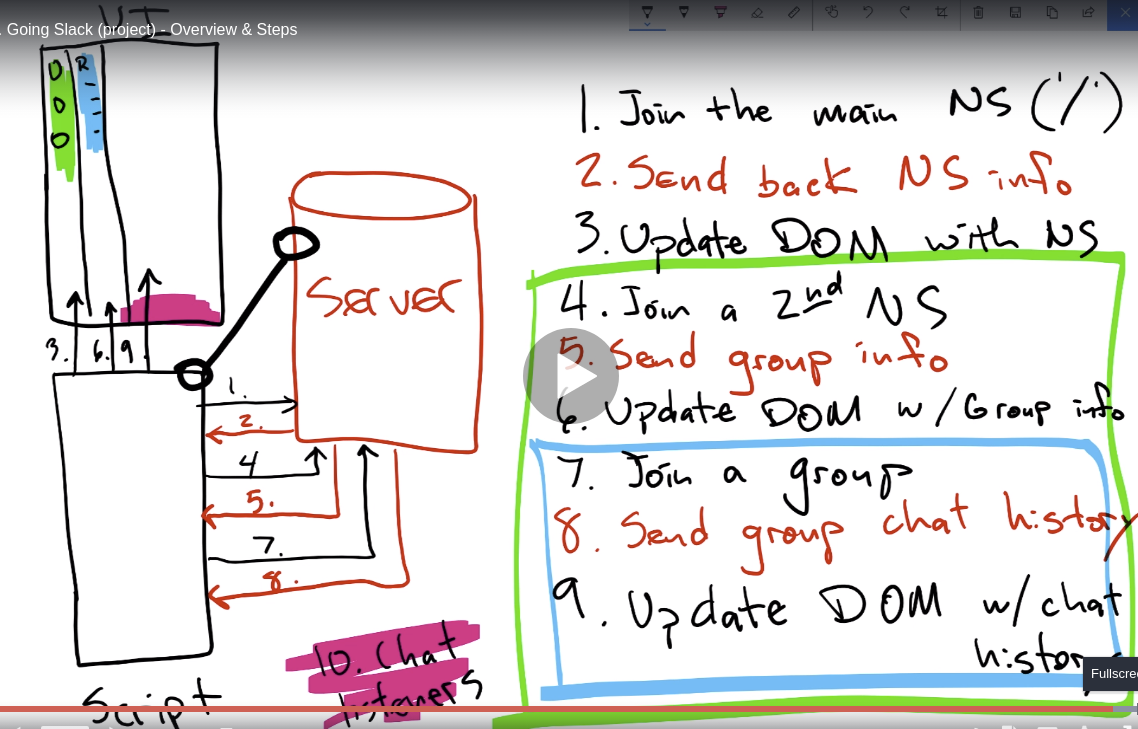 UI
. Going Slack (project) - Overview & Steps
R
1. Join the main NS ('/')
2. Send back NS info
3. Update DOM with NS
4. Join a 2nd NS
5. Send group info
6. Update DOM w/ Group info
7. Join a group
8. Send group chat history
9. Update DOM w/ chat
history
Server
3. 6. 9.
1.
2.
4
5.
7.
8.
10. Chat
listeners
Script
Fullscre